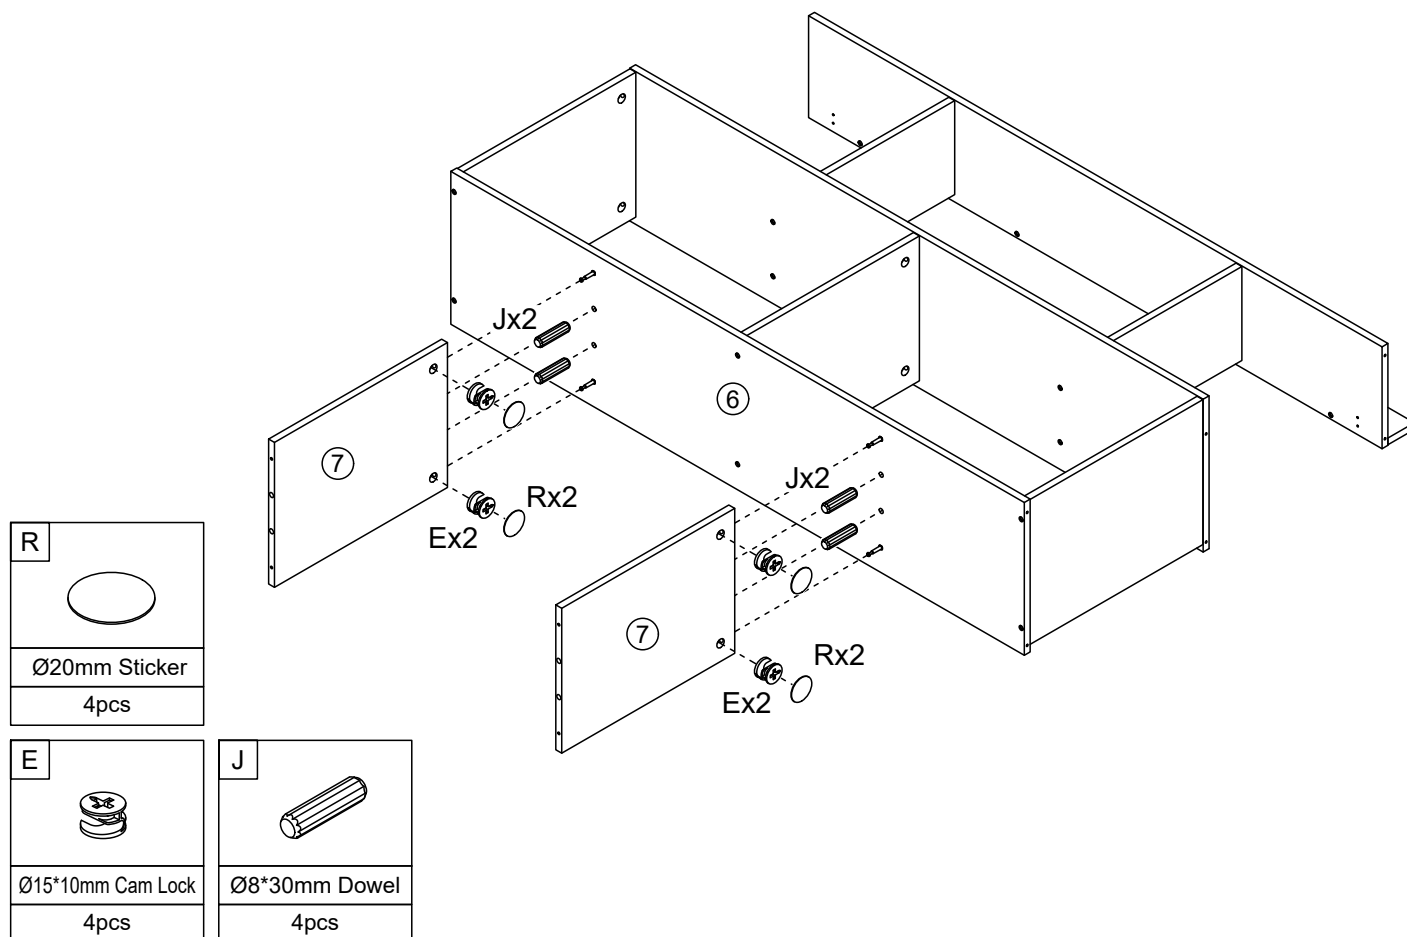 Jx2
6
7
Jx2
Rx2
Ex2
R
7
Rx2
Ø20mm Sticker
Ex2
4pcs
E
J
Ø15*10mm Cam Lock
Ø8*30mm Dowel
4pcs
4pcs